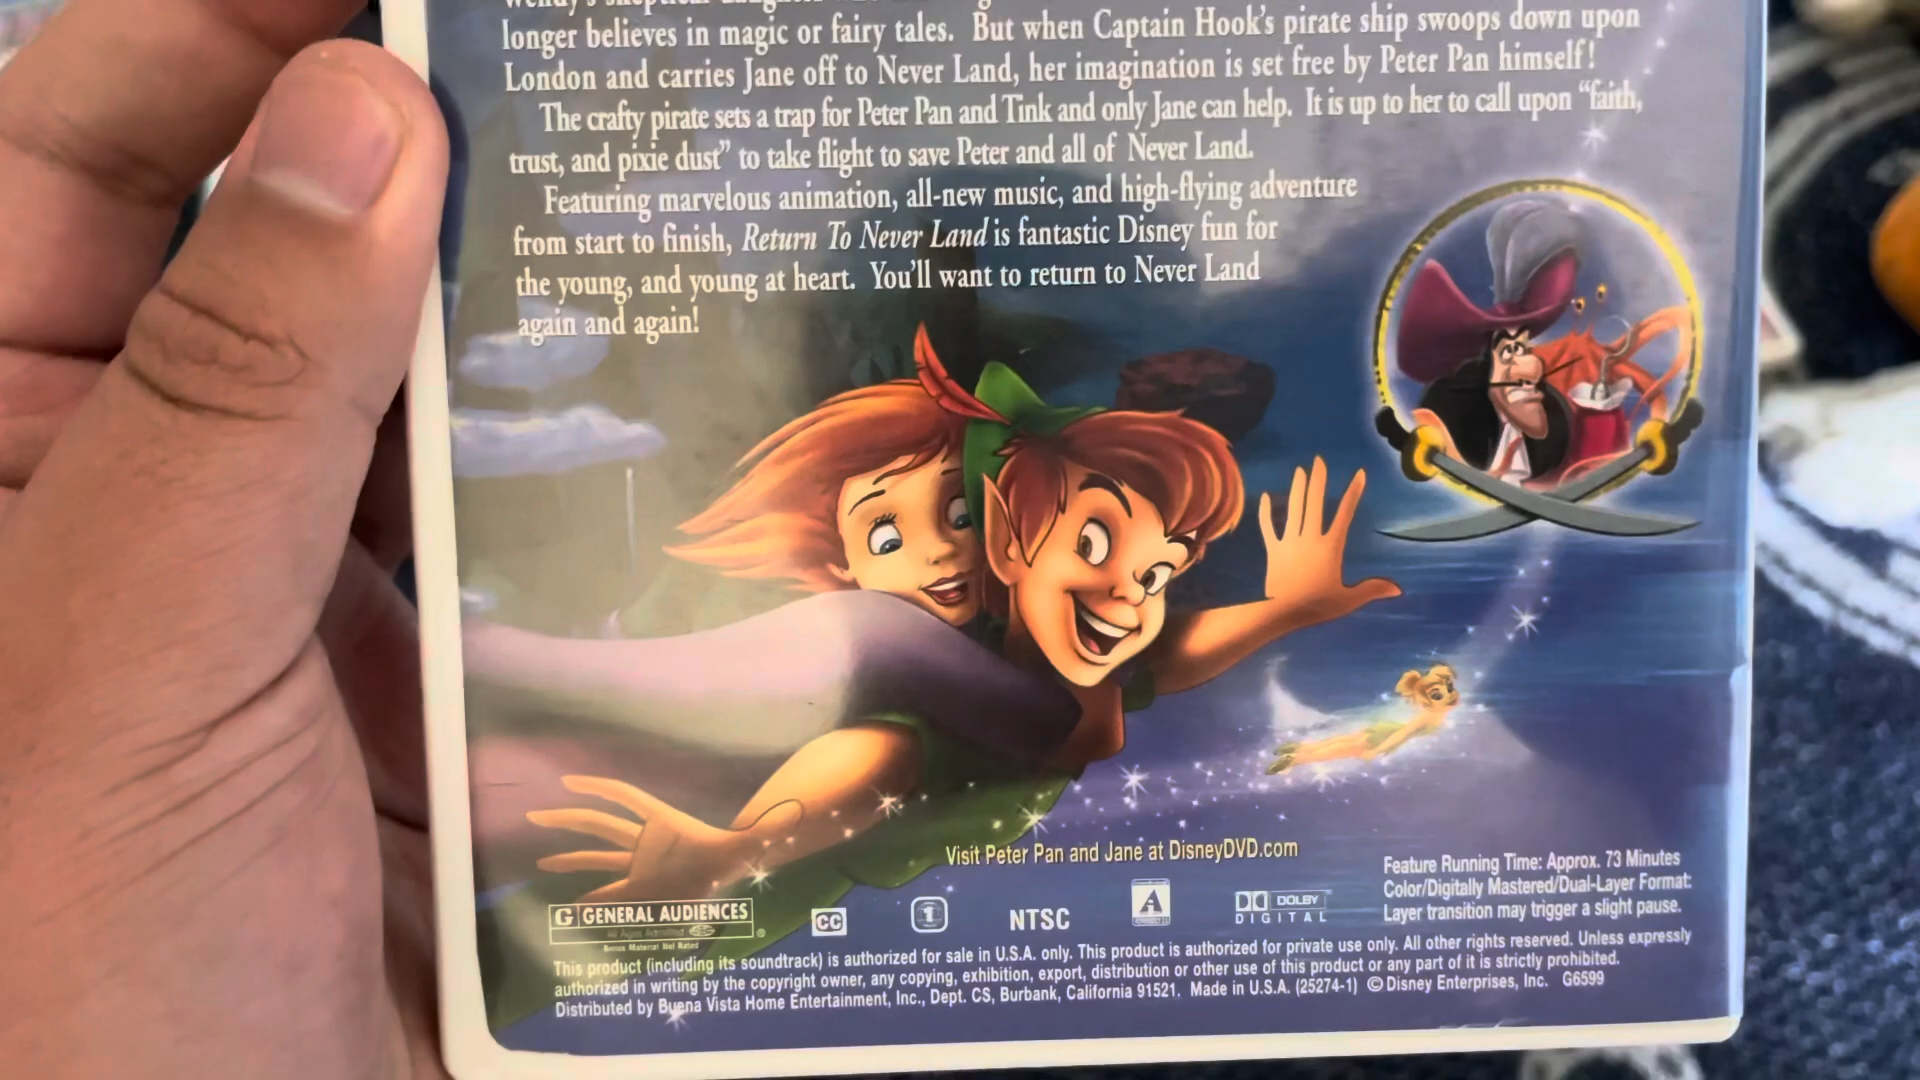 longer believes in magic or fairy tales. But when Captain Hook's pirate ship swoops down upon
London and carries Jane off to Never Land, her imagination is set free by Peter Pan himself!
The crafty pirate sets a trap for Peter Pan and Tink and only Jane can help. It is up to her to call upon “faith,
trust, and pixie dust” to take flight to save Peter and all of Never Land.
Featuring marvelous animation, all-new music, and high-flying adventure
from start to finish, Return To Never Land is fantastic Disney fun for
the young, and young at heart. You'll want to return to Never Land
again and again!
Visit Peter Pan and Jane at DisneyDVD.com
Feature Running Time: Approx. 73 Minutes
Color/Digitally Mastered/Dual-Layer Format:
Layer transition may trigger a slight pause.
G GENERAL AUDIENCES
All Ages Admitted
Bonus Material Not Rated
CC 1 NTSC A DOLBY
DIGITAL
This product (including its soundtrack) is authorized for sale in U.S.A. only. This product is authorized for private use only. All other rights reserved. Unless expressly
authorized in writing by the copyright owner, any copying, exhibition, export, distribution or other use of this product or any part of it is strictly prohibited.
Distributed by Buena Vista Home Entertainment, Inc., Dept. CS, Burbank, California 91521. Made in U.S.A. (25274-1) © Disney Enterprises, Inc. G6599